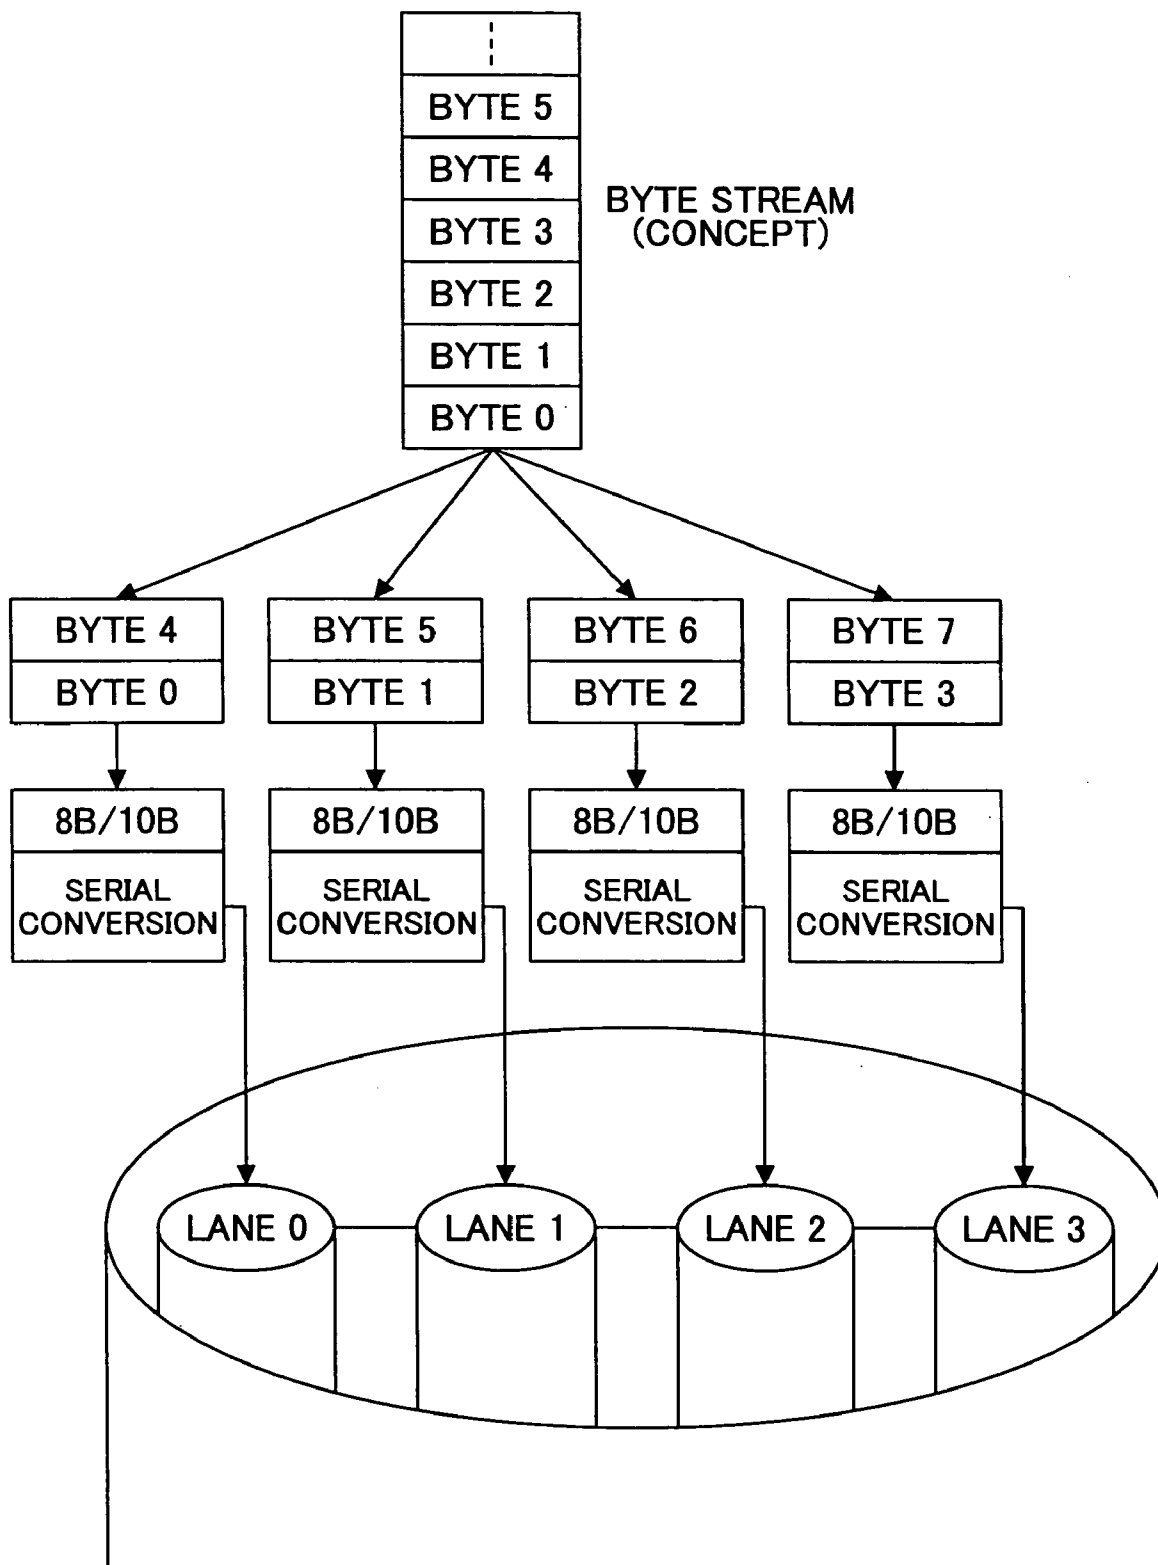 BYTE 5
BYTE 4
BYTE 3
BYTE 2
BYTE 1
BYTE 0
BYTE STREAM
(CONCEPT)
BYTE 4
BYTE 5
BYTE 6
BYTE 7
BYTE 0
BYTE 1
BYTE 2
BYTE 3
8B/10B
8B/10B
8B/10B
8B/10B
SERIAL
CONVERSION
SERIAL
CONVERSION
SERIAL
CONVERSION
SERIAL
CONVERSION
LANE 0
LANE 1
LANE 2
LANE 3